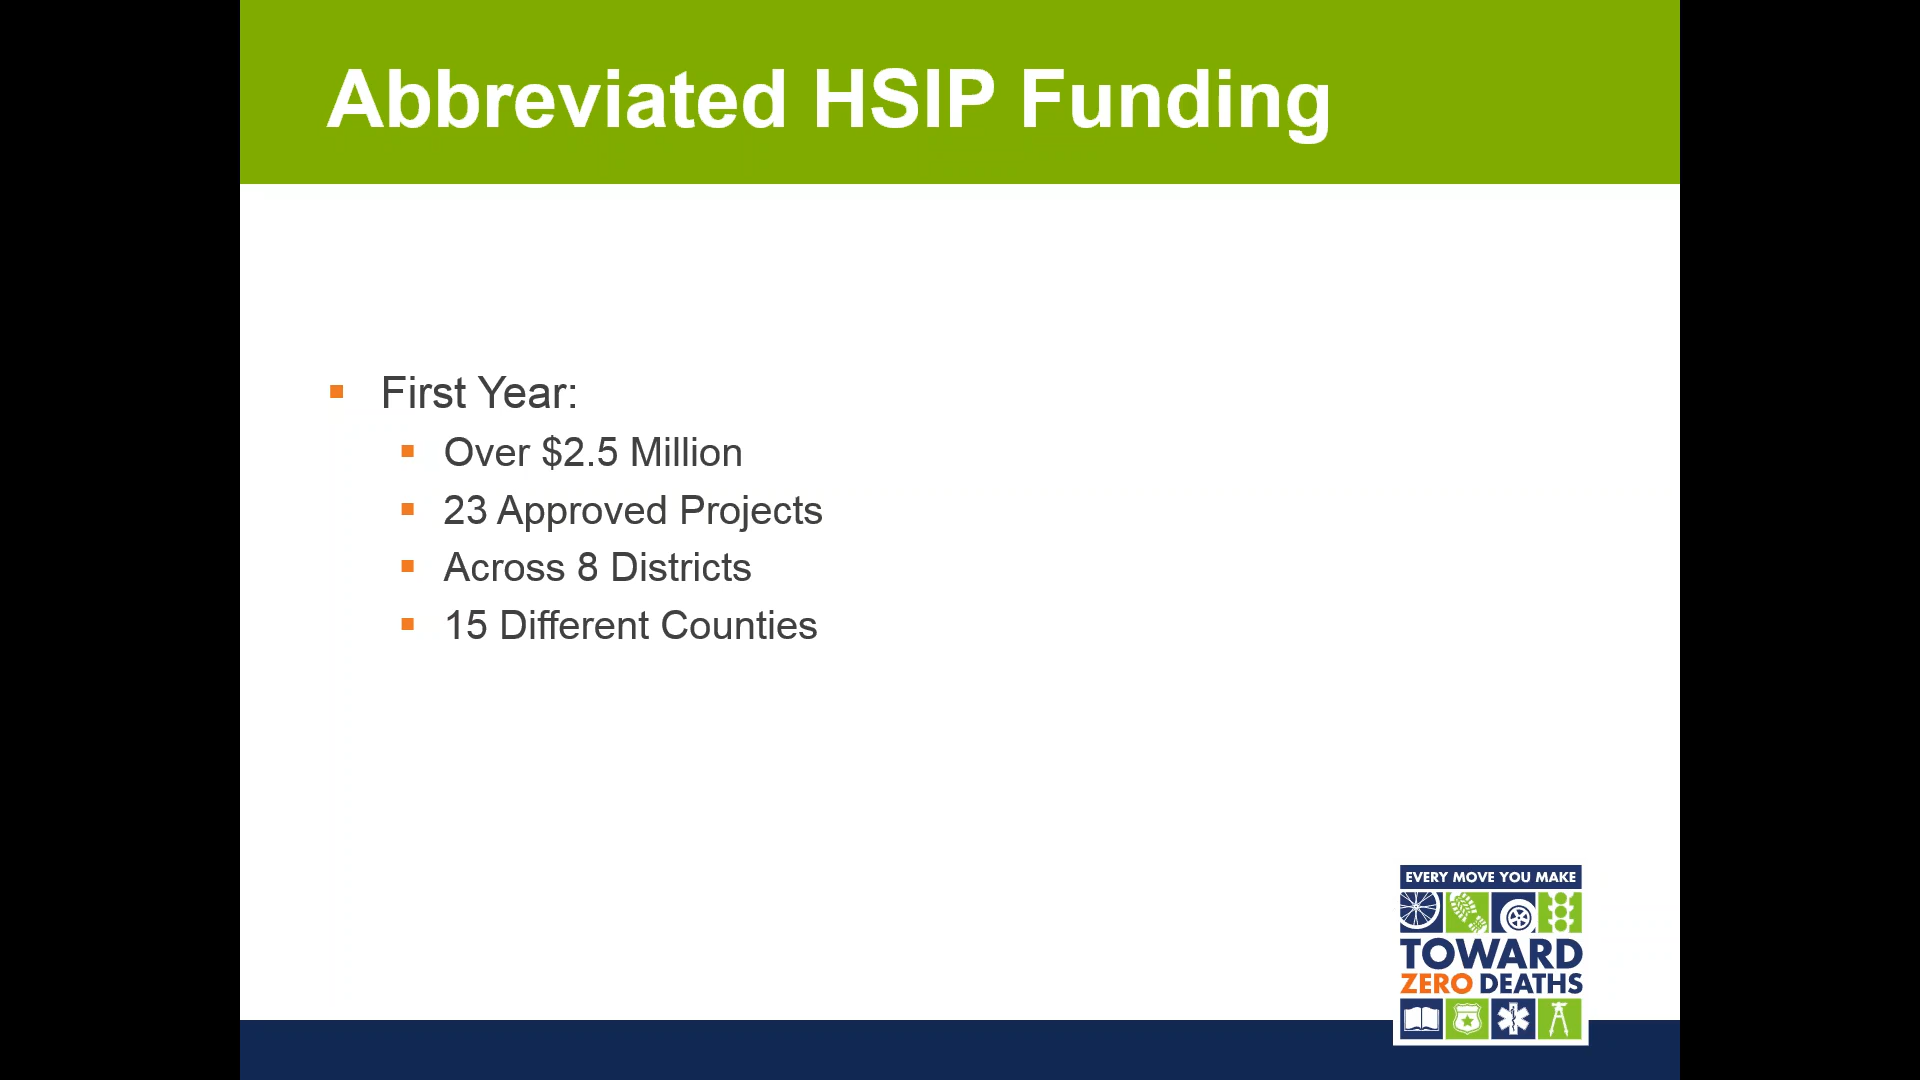 Abbreviated HSIP Funding
First Year:
Over $2.5 Million
23 Approved Projects
Across 8 Districts
15 Different Counties
EVERY MOVE YOU MAKE
TOWARD
ZERO DEATHS